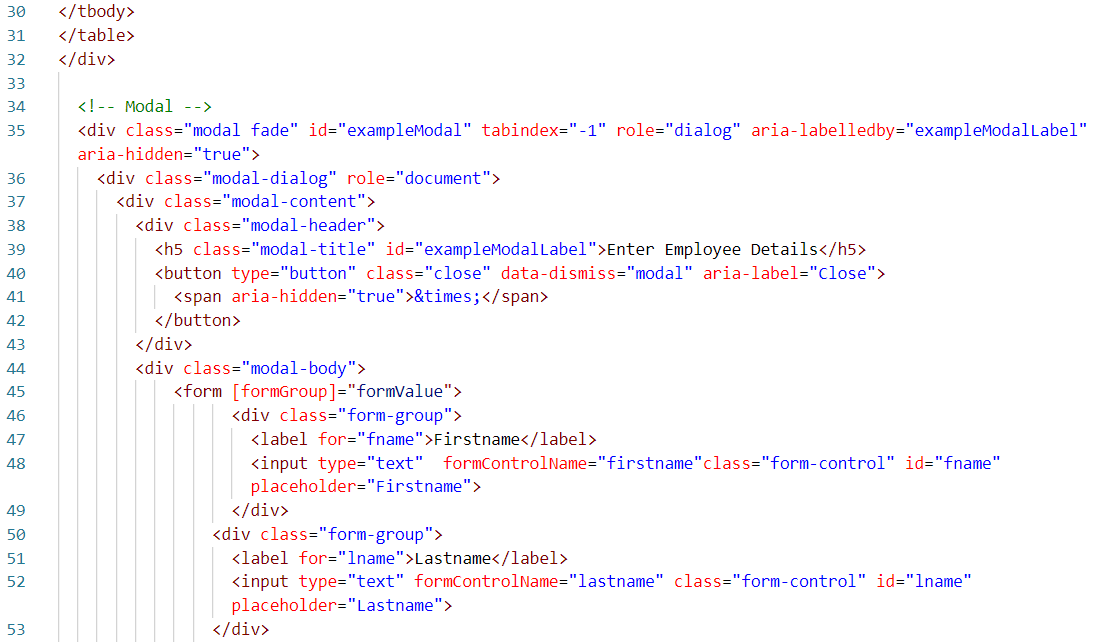 30 </tbody>
31 </table>
32 </div>
33
34 <!-- Modal -->
35 <div class="modal fade" id="exampleModal" tabindex="-1" role="dialog" aria-labelledby="exampleModalLabel"
aria-hidden="true">
36 <div class="modal-dialog" role="document">
37 <div class="modal-content">
38 <div class="modal-header">
39 <h5 class="modal-title" id="exampleModalLabel">Enter Employee Details</h5>
40 <button type="button" class="close" data-dismiss="modal" aria-label="Close">
41 <span aria-hidden="true">&times;</span>
42 </button>
43 </div>
44 <div class="modal-body">
45 <form [formGroup]="formValue">
46 <div class="form-group">
47 <label for="fname">Firstname</label>
48 <input type="text"  formControlName="firstname"class="form-control" id="fname"
placeholder="Firstname">
49 </div>
50 <div class="form-group">
51 <label for="lname">Lastname</label>
52 <input type="text" formControlName="lastname" class="form-control" id="lname"
placeholder="Lastname">
53 </div>